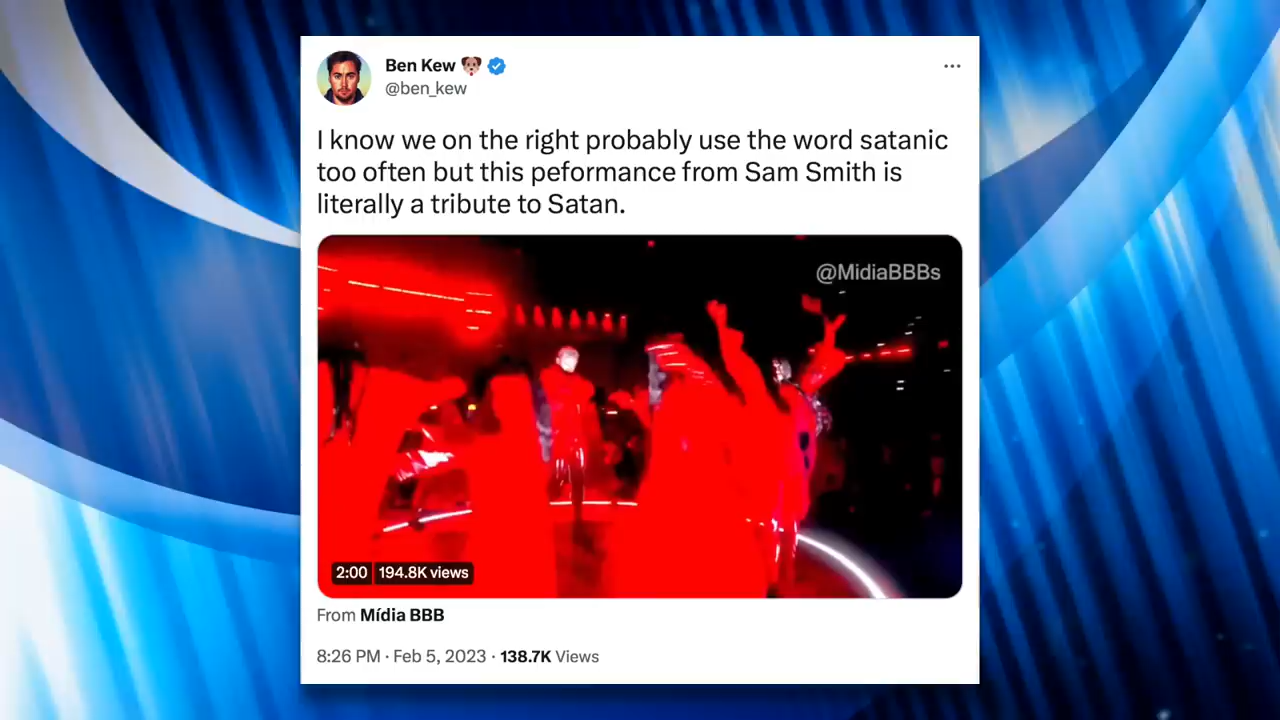 Ben Kew 🐶
@ben_kew
I know we on the right probably use the word satanic
too often but this peformance from Sam Smith is
literally a tribute to Satan.
@MidiaBBBs
2:00 194.8K views
From Mídia BBB
8:26 PM · Feb 5, 2023 · 138.7K Views